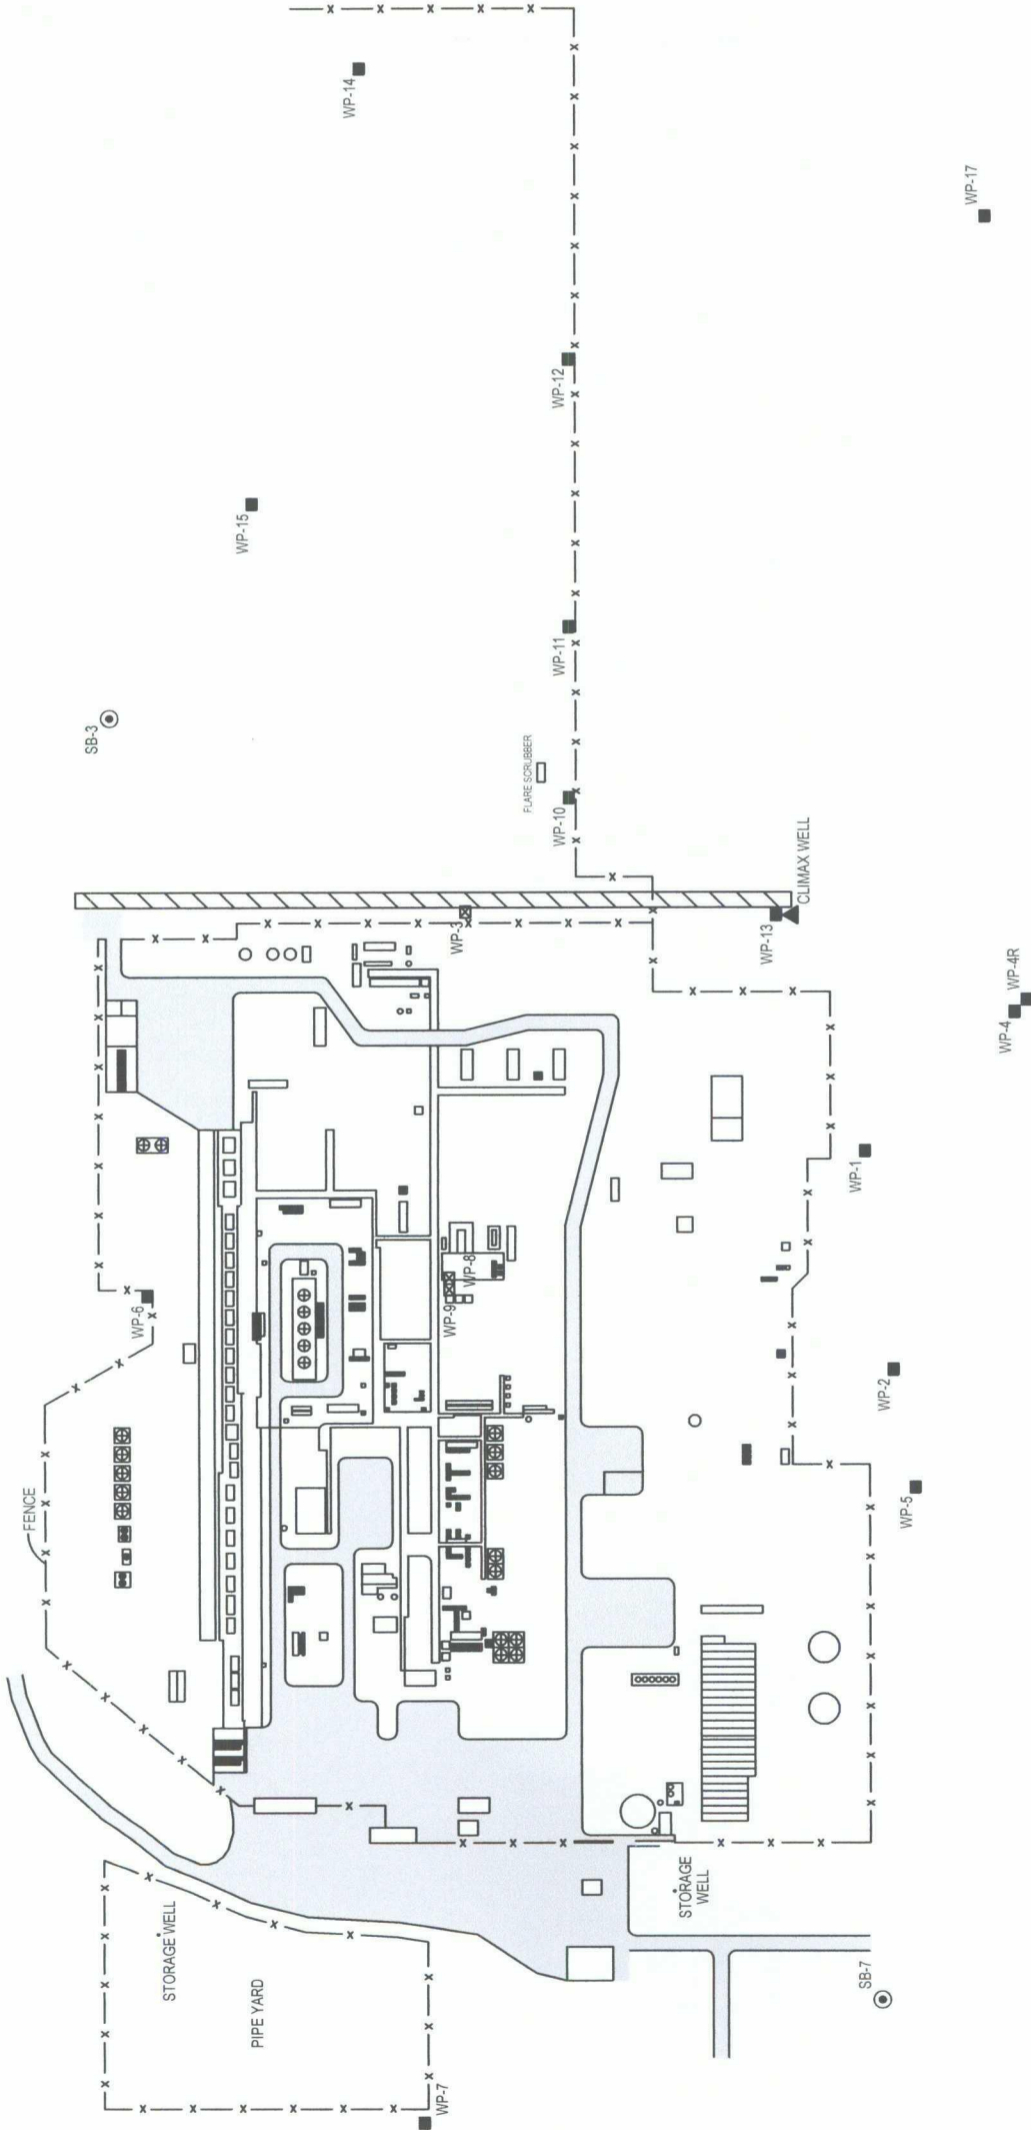 WP-14
WP-17
WP-12
WP-15
WP-11
SB-3
FLARE SCRUBBER
WP-10
CLIMAX WELL
WP-13
WP-3
WP-4R
WP-4
WP-1
WP-8
WP-9
WP-6
WP-2
WP-5
FENCE
STORAGE
WELL
STORAGE WELL
PIPE YARD
SB-7
WP-7